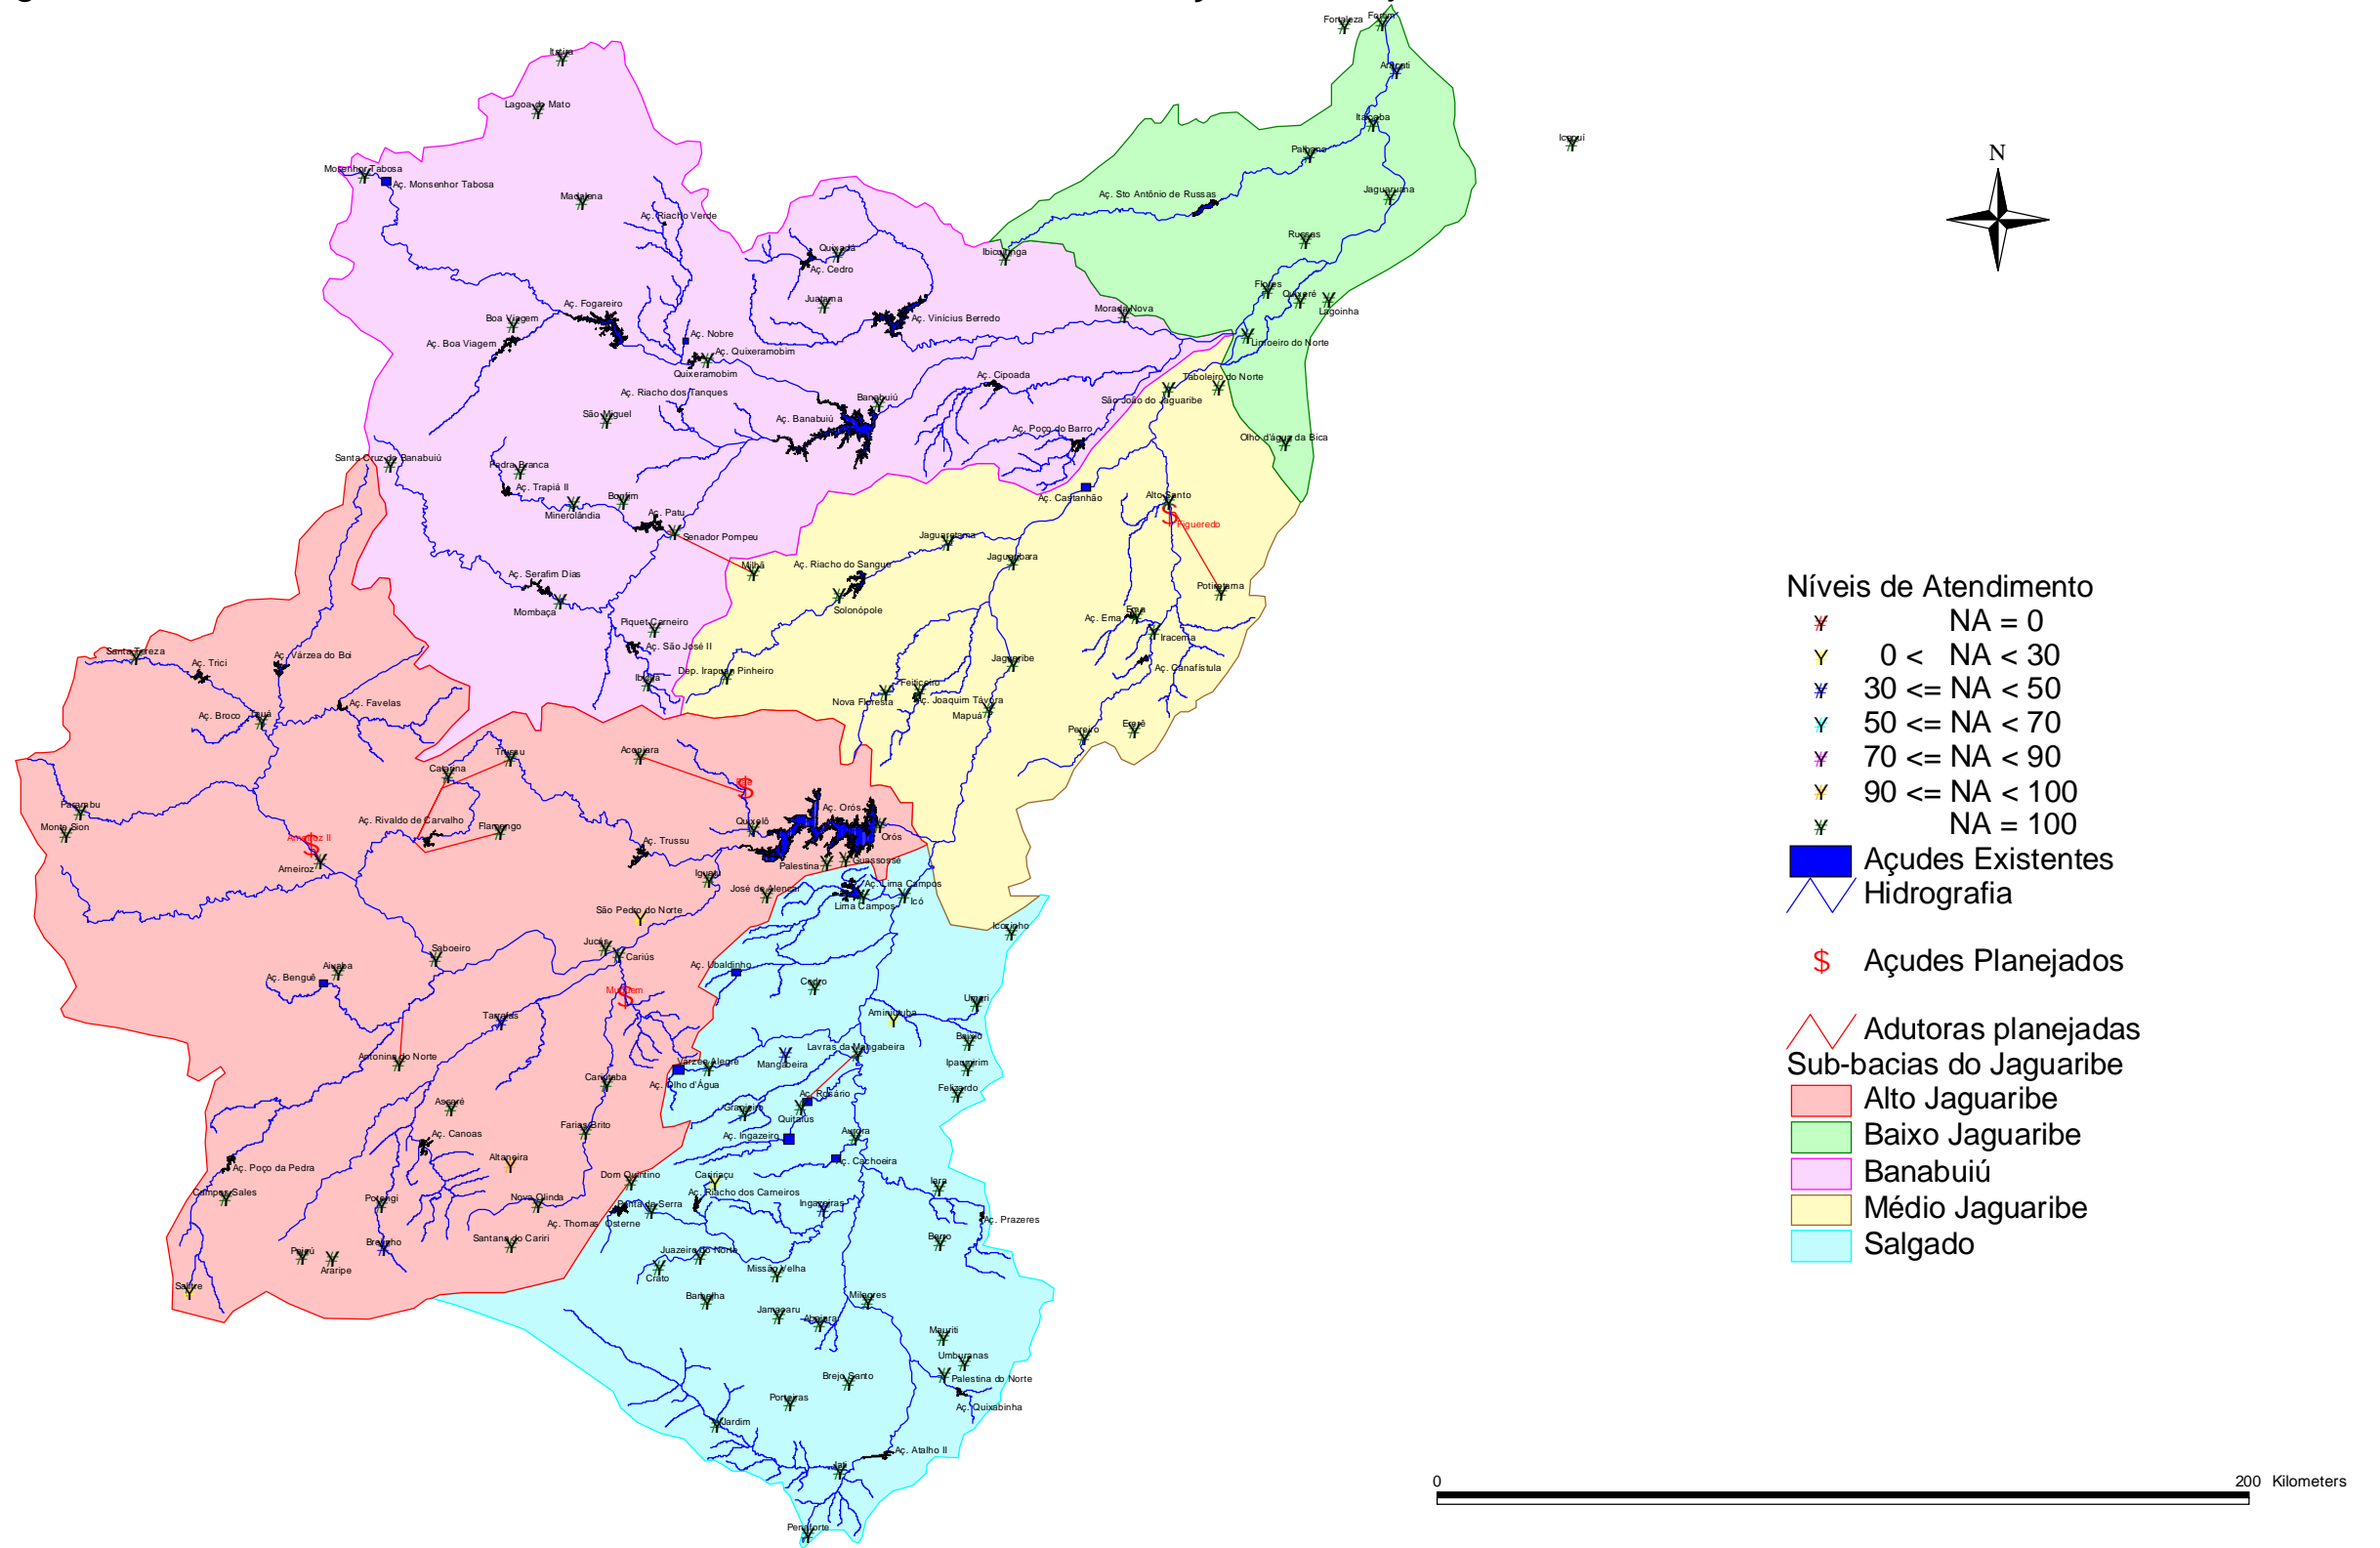 Fortaleza
Fortim
Itatira
Aracati
Lagoa do Mato
Itaiçaba
Icapuí
Palhano
Mosenhor Tabosa
Aç. Monsenhor Tabosa
Madalena
Aç. Riacho Verde
Aç. Sto Antônio de Russas
Jaguaruana
N
Quixadá
Aç. Cedro
Ibicuitinga
Russas
Juatama
Aç. Fogareiro
Boa Viagem
Aç. Boa Viagem
Aç. Vinícius Berredo
Morada Nova
Flores
Quixeré
Lagoinha
Limoeiro do Norte
Aç. Nobre
Aç. Quixeramobim
Quixeramobim
Aç. Riacho dos Tanques
São Miguel
Aç. Banabuiú
Banabuiú
Aç. Cipoada
Taboleiro do Norte
São João do Jaguaribe
Aç. Poço do Barro
Olho d'água da Bica
Santa Cruz do Banabuiú
Pedra Branca
Aç. Trapiá II
Minerolândia
Bonfim
Aç. Patu
Senador Pompeu
Aç. Castanhão
Alto Santo
$ Figueredo
Jaguaretama
Jaguaribara
Milhã
Aç. Riacho do Sangue
Solonópole
Potiretama
Aç. Serafim Dias
Mombaça
Piquet Carneiro
Aç. São José II
Ema
Aç. Ema
Iracema
Santa Tereza
Aç. Trici
Aç. Várzea do Boi
Dep. Irapuan Pinheiro
Jaguaribe
Aç. Canafístula
Feiticeiro
Nova Floresta
Aç. Joaquim Távora
Mapuá
Aç. Broco
Tauá
Aç. Favelas
Pereiro
Ererê
Catarina
Trussu
Acopiara
$
Parambu
Monte Sion
Aç. Rivaldo de Carvalho
Flamengo
Quixelô
Aç. Orós
Orós
Arneiroz II
$
Arneiroz
Aç. Trussu
Palestina
Guassossê
Iguatu
José de Alencar
Aç. Lima Campos
Lima Campos
Icó
São Pedro do Norte
Icozinho
Jucás
Cariús
Saboeiro
Aiuaba
Aç. Benguê
Aç. Ubaldinho
Cedro
$
Umari
Tarrafas
Aminiutuba
Baixio
Antonina do Norte
Várzea Alegre
Aç. Olho d'Água
Mangabeira
Lavras da Mangabeira
Ipaumirim
Felizardo
Cariutaba
Assaré
Granjeiro
Aç. Rosário
Quitaiús
Farias Brito
Aç. Canoas
Aç. Ingazeiro
Aurora
Aç. Cachoeira
Altaneira
Aç. Poço da Pedra
Campos Sales
Dom Quintino
Caririaçu
Aç. Riacho dos Carneiros
Iara
Potengi
Nova Olinda
Ponta da Serra
Aç. Thomas Osterne
Ingazeiras
Aç. Prazeres
Brejinho
Santana do Cariri
Barro
Araripe
Juazeiro do Norte
Crato
Missão Velha
Salitre
Barbalha
Jamacaru
Abaiara
Milagres
Mauriti
Umburanas
Palestina do Norte
Brejo Santo
Aç. Quixabinha
Porteiras
Jardim
Aç. Atalho II
Jati
Penaforte
Níveis de Atendimento
NA = 0
0 < NA < 30
30 <= NA < 50
50 <= NA < 70
70 <= NA < 90
90 <= NA < 100
NA = 100
Açudes Existentes
Hidrografia
$ Açudes Planejados
Adutoras planejadas
Sub-bacias do Jaguaribe
Alto Jaguaribe
Baixo Jaguaribe
Banabuiú
Médio Jaguaribe
Salgado
0 200 Kilometers